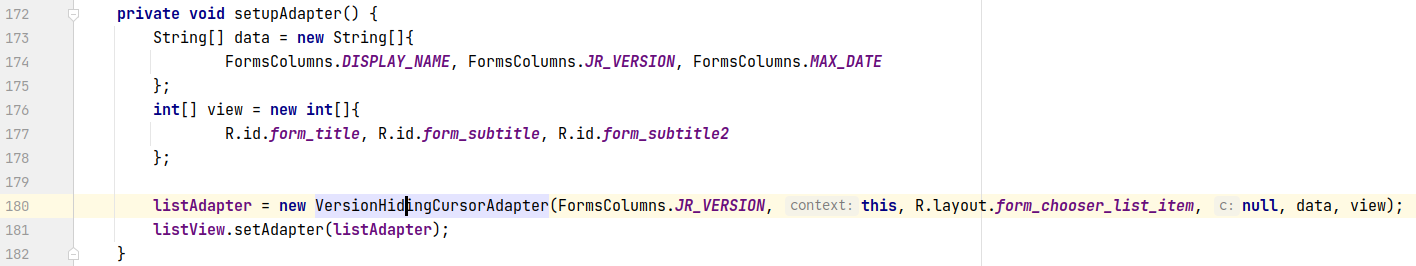 172 private void setupAdapter() {
173 String[] data = new String[]{
174 FormsColumns.DISPLAY_NAME, FormsColumns.JR_VERSION, FormsColumns.MAX_DATE
175 };
176 int[] view = new int[]{
177 R.id.form_title, R.id.form_subtitle, R.id.form_subtitle2
178 };
179
180 listAdapter = new VersionHidingCursorAdapter(FormsColumns.JR_VERSION, context: this, R.layout.form_chooser_list_item, c: null, data, view);
181 listView.setAdapter(listAdapter);
182 }